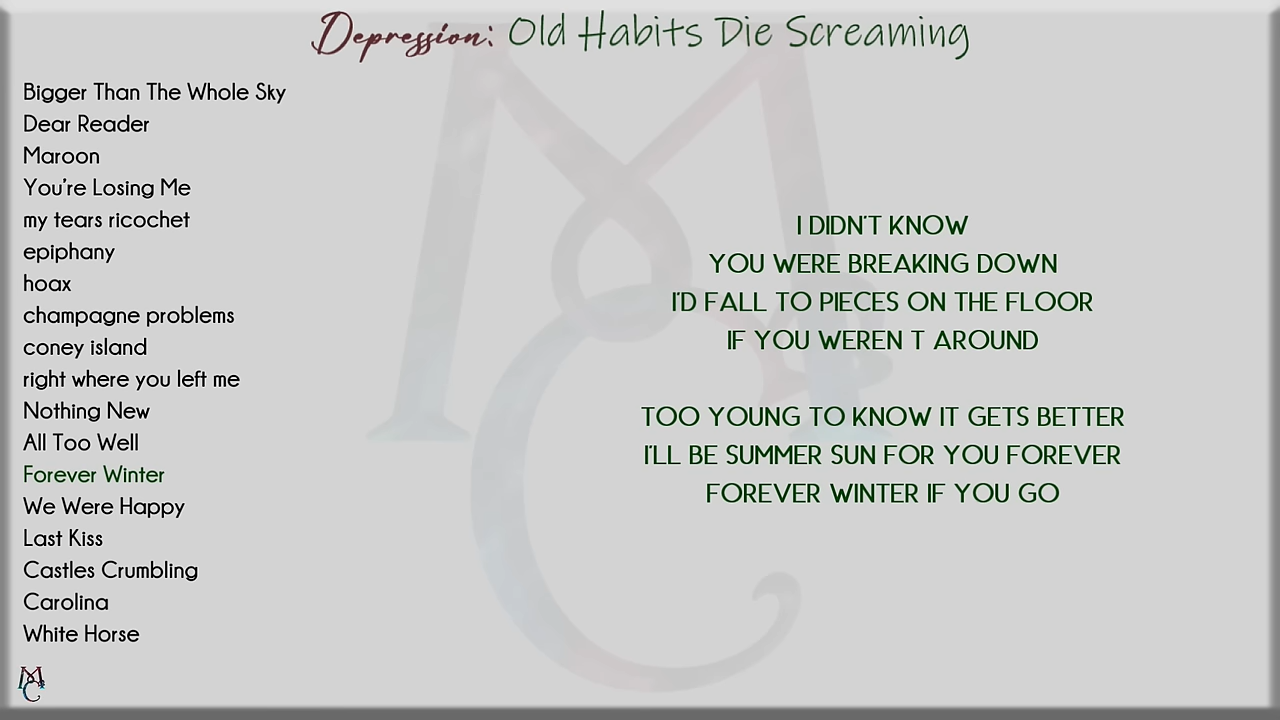 Depression: Old Habits Die Screaming
Bigger Than The Whole Sky
Dear Reader
Maroon
You're Losing Me
my tears ricochet
epiphany
hoax
champagne problems
coney island
right where you left me
Nothing New
All Too Well
Forever Winter
We Were Happy
Last Kiss
Castles Crumbling
Carolina
White Horse
I DIDN'T KNOW
YOU WERE BREAKING DOWN
I'D FALL TO PIECES ON THE FLOOR
IF YOU WEREN T AROUND
TOO YOUNG TO KNOW IT GETS BETTER
I'LL BE SUMMER SUN FOR YOU FOREVER
FOREVER WINTER IF YOU GO
MC